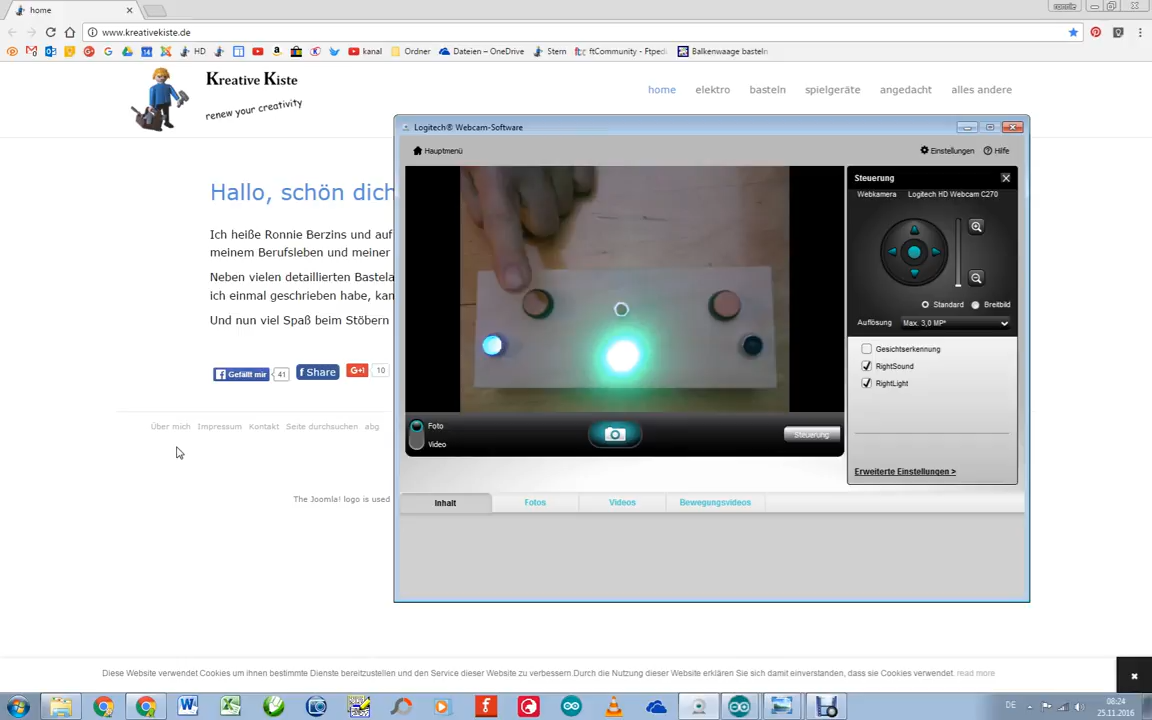 home
ronnie
www.kreativekiste.de
HD
kanal
Ordner
Dateien – OneDrive
Stern
ftCommunity - Ftpedi
Balkenwaage basteln
Kreative Kiste
renew your creativity
home elektro basteln spielgeräte angedacht alles andere
Hallo, schön dich
Ich heiße Ronnie Berzins und auf
meinem Berufsleben und meiner
Neben vielen detaillierten Bastela
ich einmal geschrieben habe, kan
Und nun viel Spaß beim Stöbern
Gefällt mir 41 Share G+1 10
Über mich Impressum Kontakt Seite durchsuchen abg
The Joomla! logo is used
Logitech® Webcam-Software
Hauptmenü
Einstellungen Hilfe
Steuerung
Webkamera Logitech HD Webcam C270
Standard Breitbild
Auflösung Max. 3,0 MP*
Gesichtserkennung
RightSound
RightLight
Erweiterte Einstellungen >
Foto
Video
Steuerung
Inhalt Fotos Videos Bewegungsvideos
Diese Website verwendet Cookies um ihnen bestimmte Dienste bereitzustellen und den Service dieser Website zu verbessern.Durch die Nutzung dieser Website erklären Sie sich damit einverstanden, dass sie Cookies verwendet. read more
DE
08:24
25.11.2016